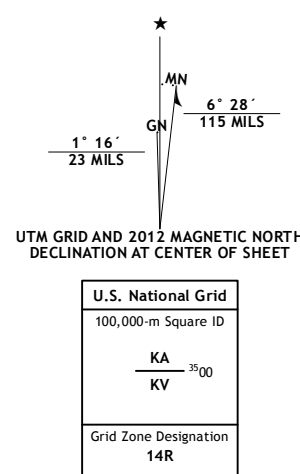 ★
MN
GN
6° 28´
115 MILS
1° 16´
23 MILS
UTM GRID AND 2012 MAGNETIC NORTH
DECLINATION AT CENTER OF SHEET
U.S. National Grid
100,000-m Square ID
KA
3500
KV
Grid Zone Designation
14R